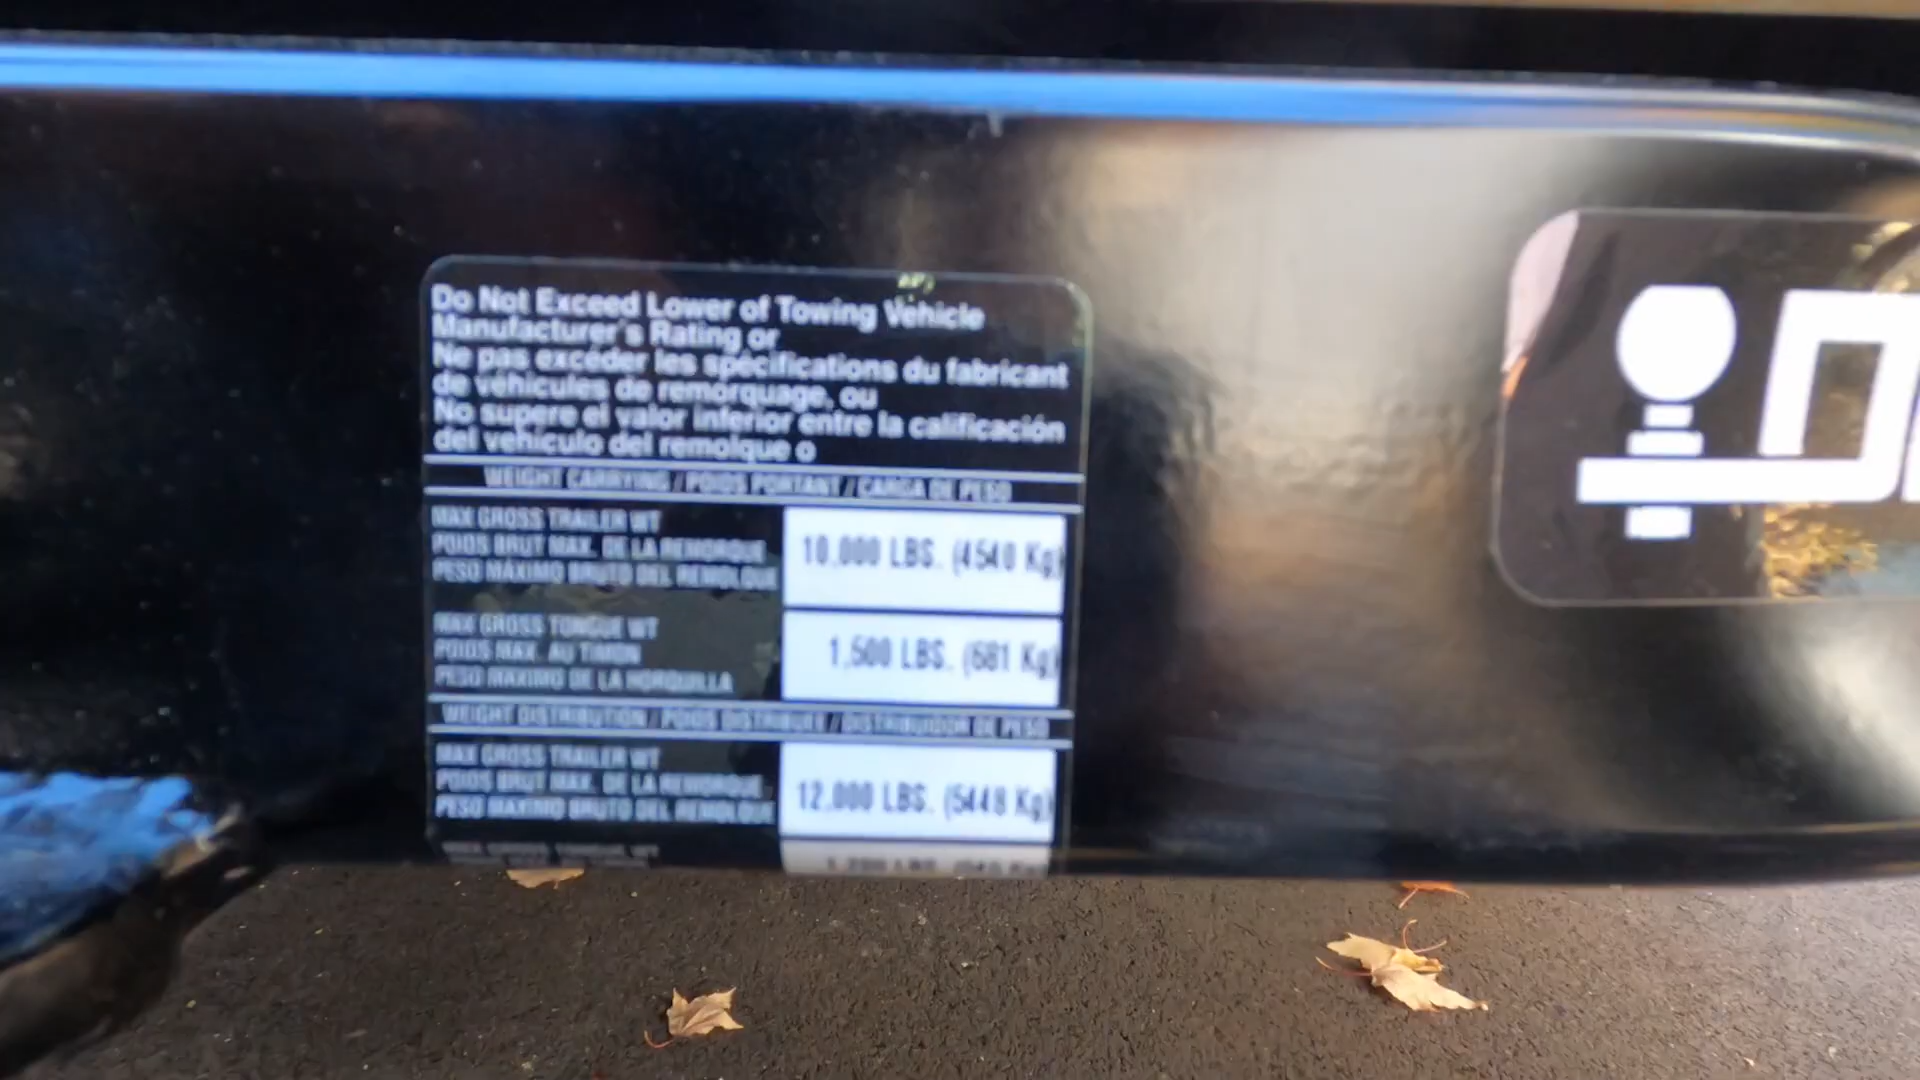 Do Not Exceed Lower of Towing Vehicle
Manufacturer's Rating or
Ne pas excéder les spécifications du fabricant
de véhicules de remorquage, ou
No supere el valor inferior entre la calificación
del vehiculo del remolque o
WEIGHT CARRYING / POIDS PORTANT / CARGA DE PESO
MAX GROSS TRAILER WT
POIDS BRUT MAX. DE LA REMORQUE
PESO MÁXIMO BRUTO DEL REMOLQUE
10,000 LBS. (4540 Kg)
MAX GROSS TONGUE WT
POIDS MAX. AU TIMON
PESO MÁXIMO DE LA HORQUILLA
1,500 LBS. (681 Kg)
WEIGHT DISTRIBUTION / POIDS DISTRIBUÉE / DISTRIBUIDOR DE PESO
MAX GROSS TRAILER WT
POIDS BRUT MAX. DE LA REMORQUE
PESO MÁXIMO BRUTO DEL REMOLQUE
12,000 LBS. (5448 Kg)